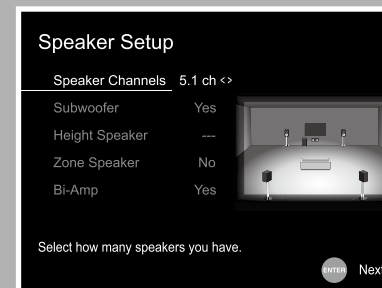 Speaker Setup
Speaker Channels 5.1 ch <>
Subwoofer Yes
Height Speaker ---
Zone Speaker No
Bi-Amp Yes
Select how many speakers you have.
ENTER Next